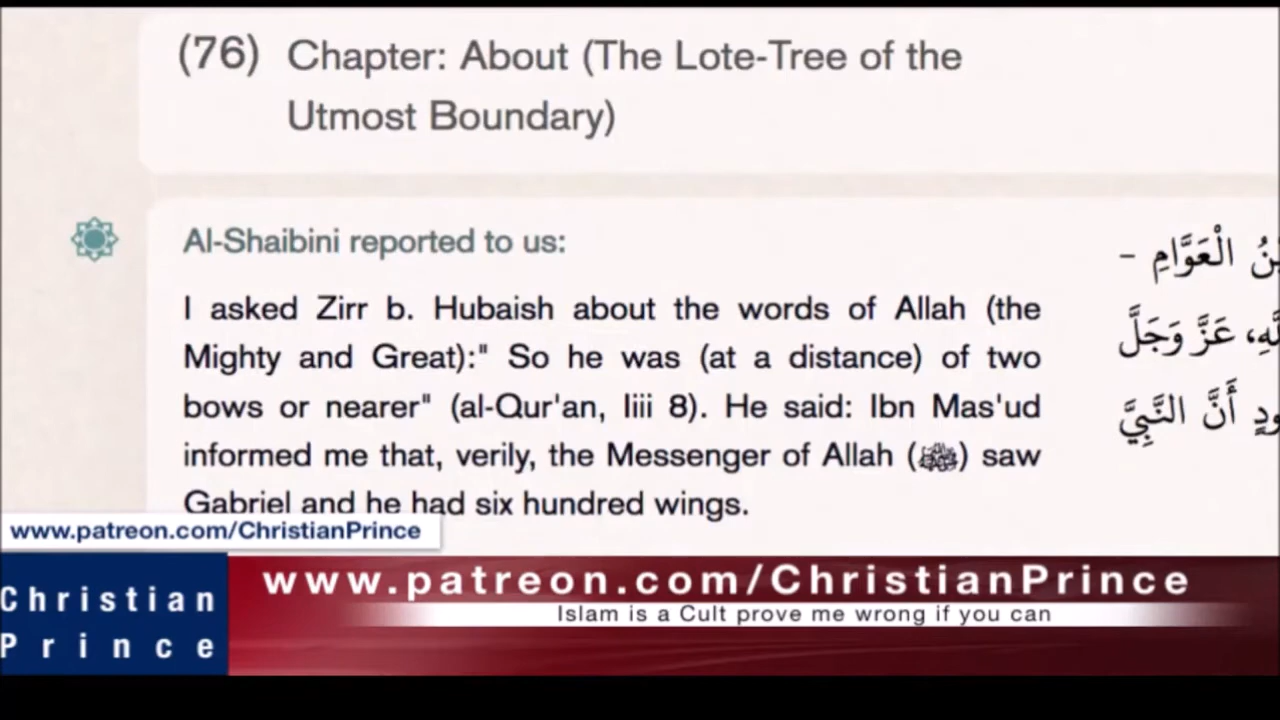 (76) Chapter: About (The Lote-Tree of the
Utmost Boundary)
Al-Shaibini reported to us:
I asked Zirr b. Hubaish about the words of Allah (the
Mighty and Great):" So he was (at a distance) of two
bows or nearer" (al-Qur'an, liii 8). He said: Ibn Mas'ud
informed me that, verily, the Messenger of Allah (ﷺ) saw
Gabriel and he had six hundred wings.
الْعَوَّامِ -
عَزَّ وَجَلَّ
أَنَّ النَّبِيَّ
www.patreon.com/ChristianPrince
Christian
Prince
www.patreon.com/ChristianPrince
Islam is a Cult prove me wrong if you can